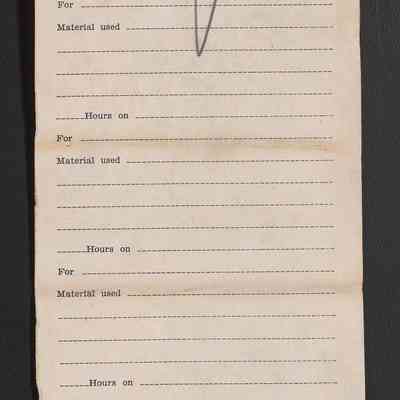 For
Material used
Hours on
For
Material used
Hours on
For
Material used
Hours on